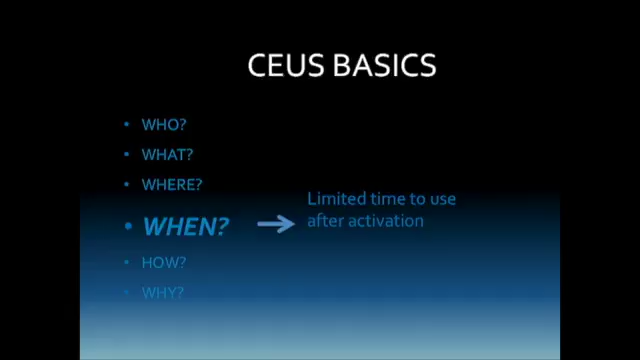 CEUS BASICS
• WHO?
• WHAT?
• WHERE?
• WHEN?
Limited time to use
after activation
• HOW?
• WHY?